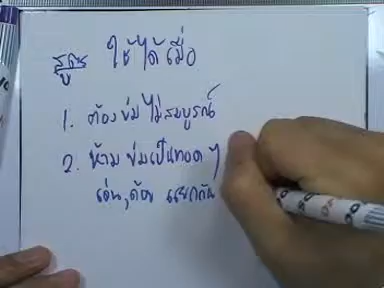 สูตร ใช้ได้เมื่อ
1. ต้องข่มไม่สมบูรณ์
2. ห้ามข่มเป็นทอด ๆ
เด่น, ด้อย แยกกัน